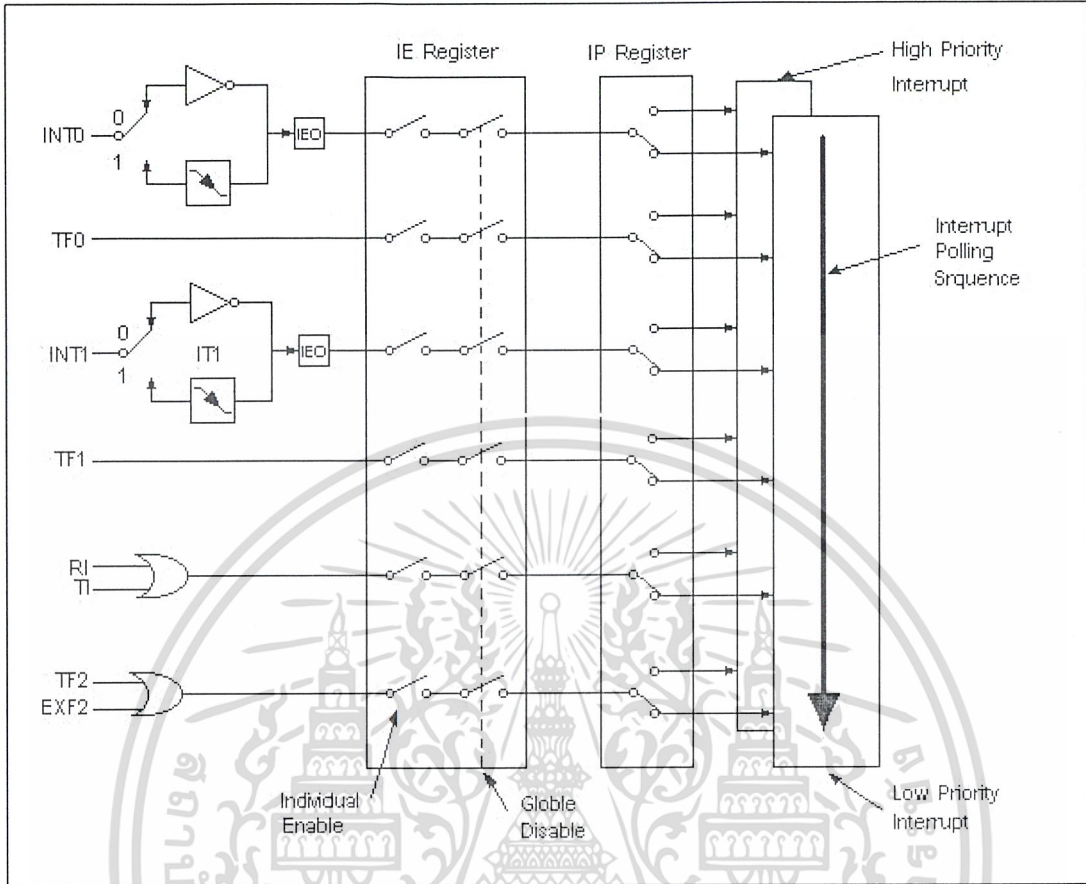 IE Register
IP Register
High Priority
Interrupt
0
INT0
1
IEO
TF0
Interrupt
Polling
Srquence
0
INT1
IT1
1
IEO
TF1
RI
TI
TF2
EXF2
Individual
Enable
Globle
Disable
Low Priority
Interrupt